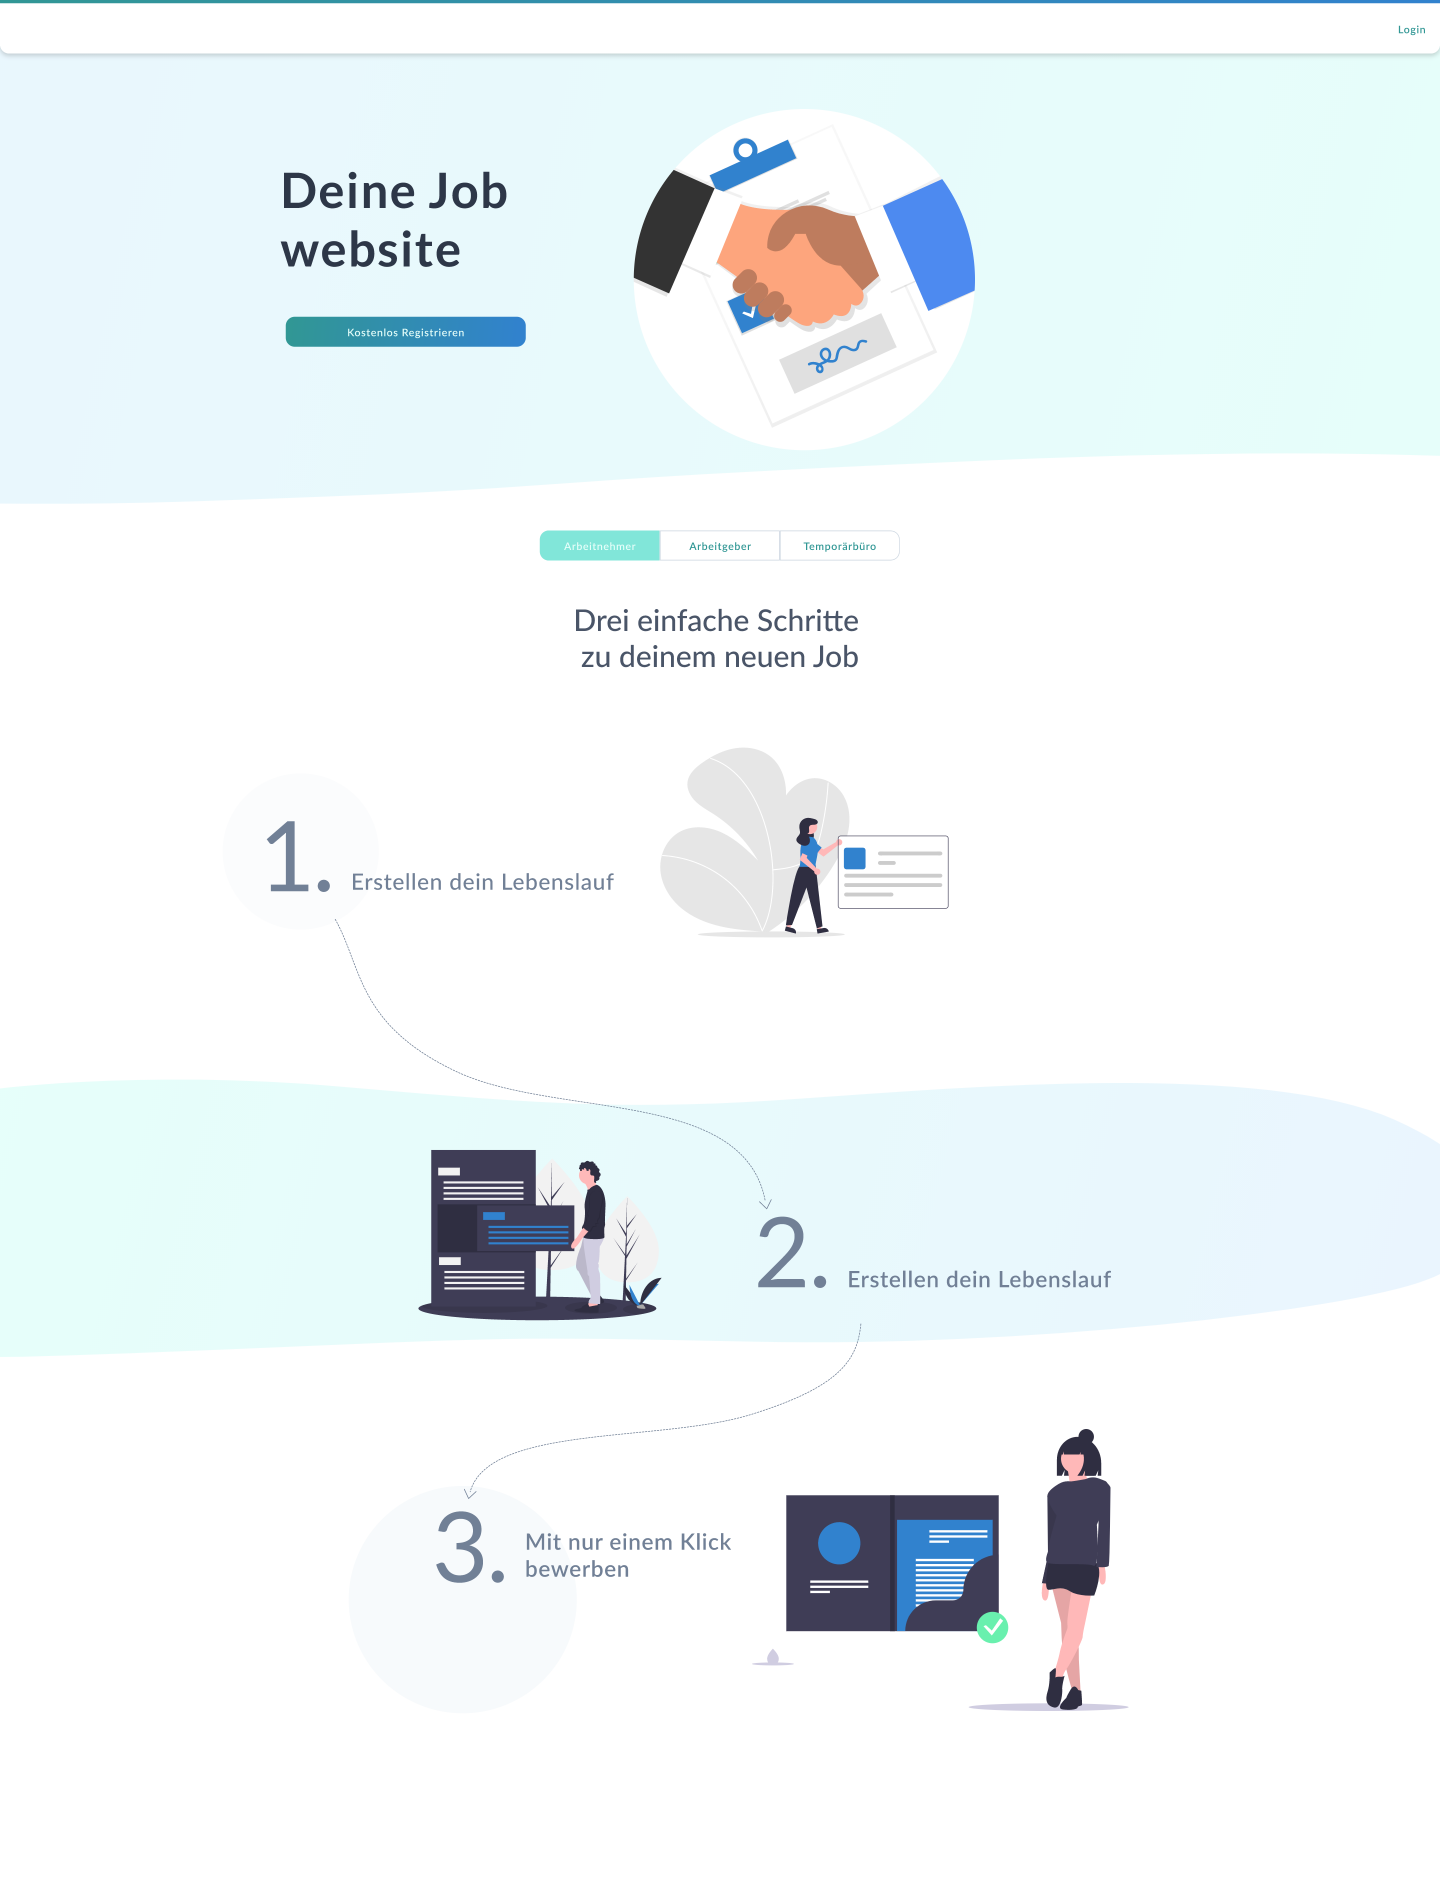 Login
Deine Job
website
Kostenlos Registrieren
Arbeitnehmer
Arbeitgeber
Temporärbüro
Drei einfache Schritte
zu deinem neuen Job
1. Erstellen dein Lebenslauf
2. Erstellen dein Lebenslauf
3. Mit nur einem Klick
bewerben